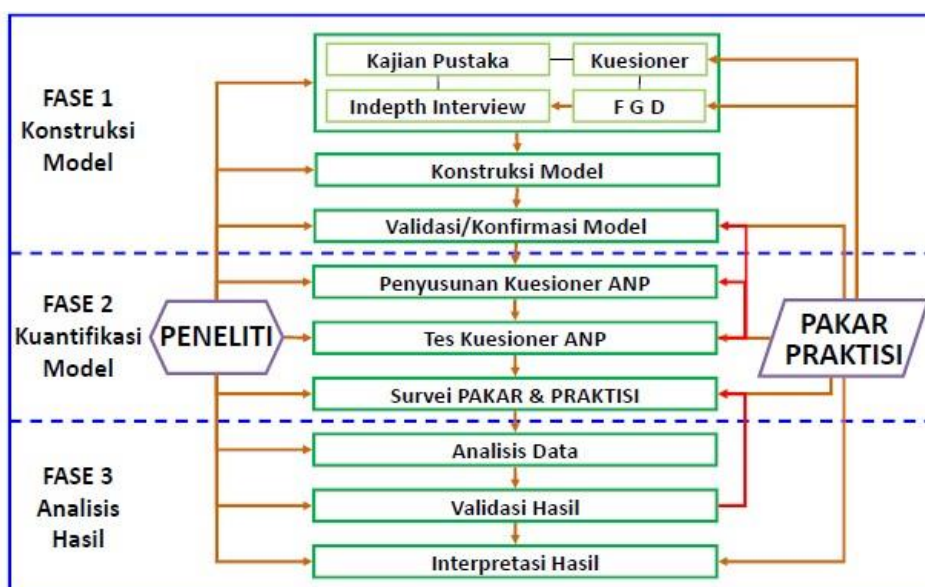 FASE 1
Konstruksi
Model
Kajian Pustaka
Kuesioner
Indepth Interview
F G D
Konstruksi Model
Validasi/Konfirmasi Model
FASE 2
Kuantifikasi
Model
PENELITI
Penyusunan Kuesioner ANP
Tes Kuesioner ANP
Survei PAKAR & PRAKTISI
PAKAR
PRAKTISI
FASE 3
Analisis
Hasil
Analisis Data
Validasi Hasil
Interpretasi Hasil